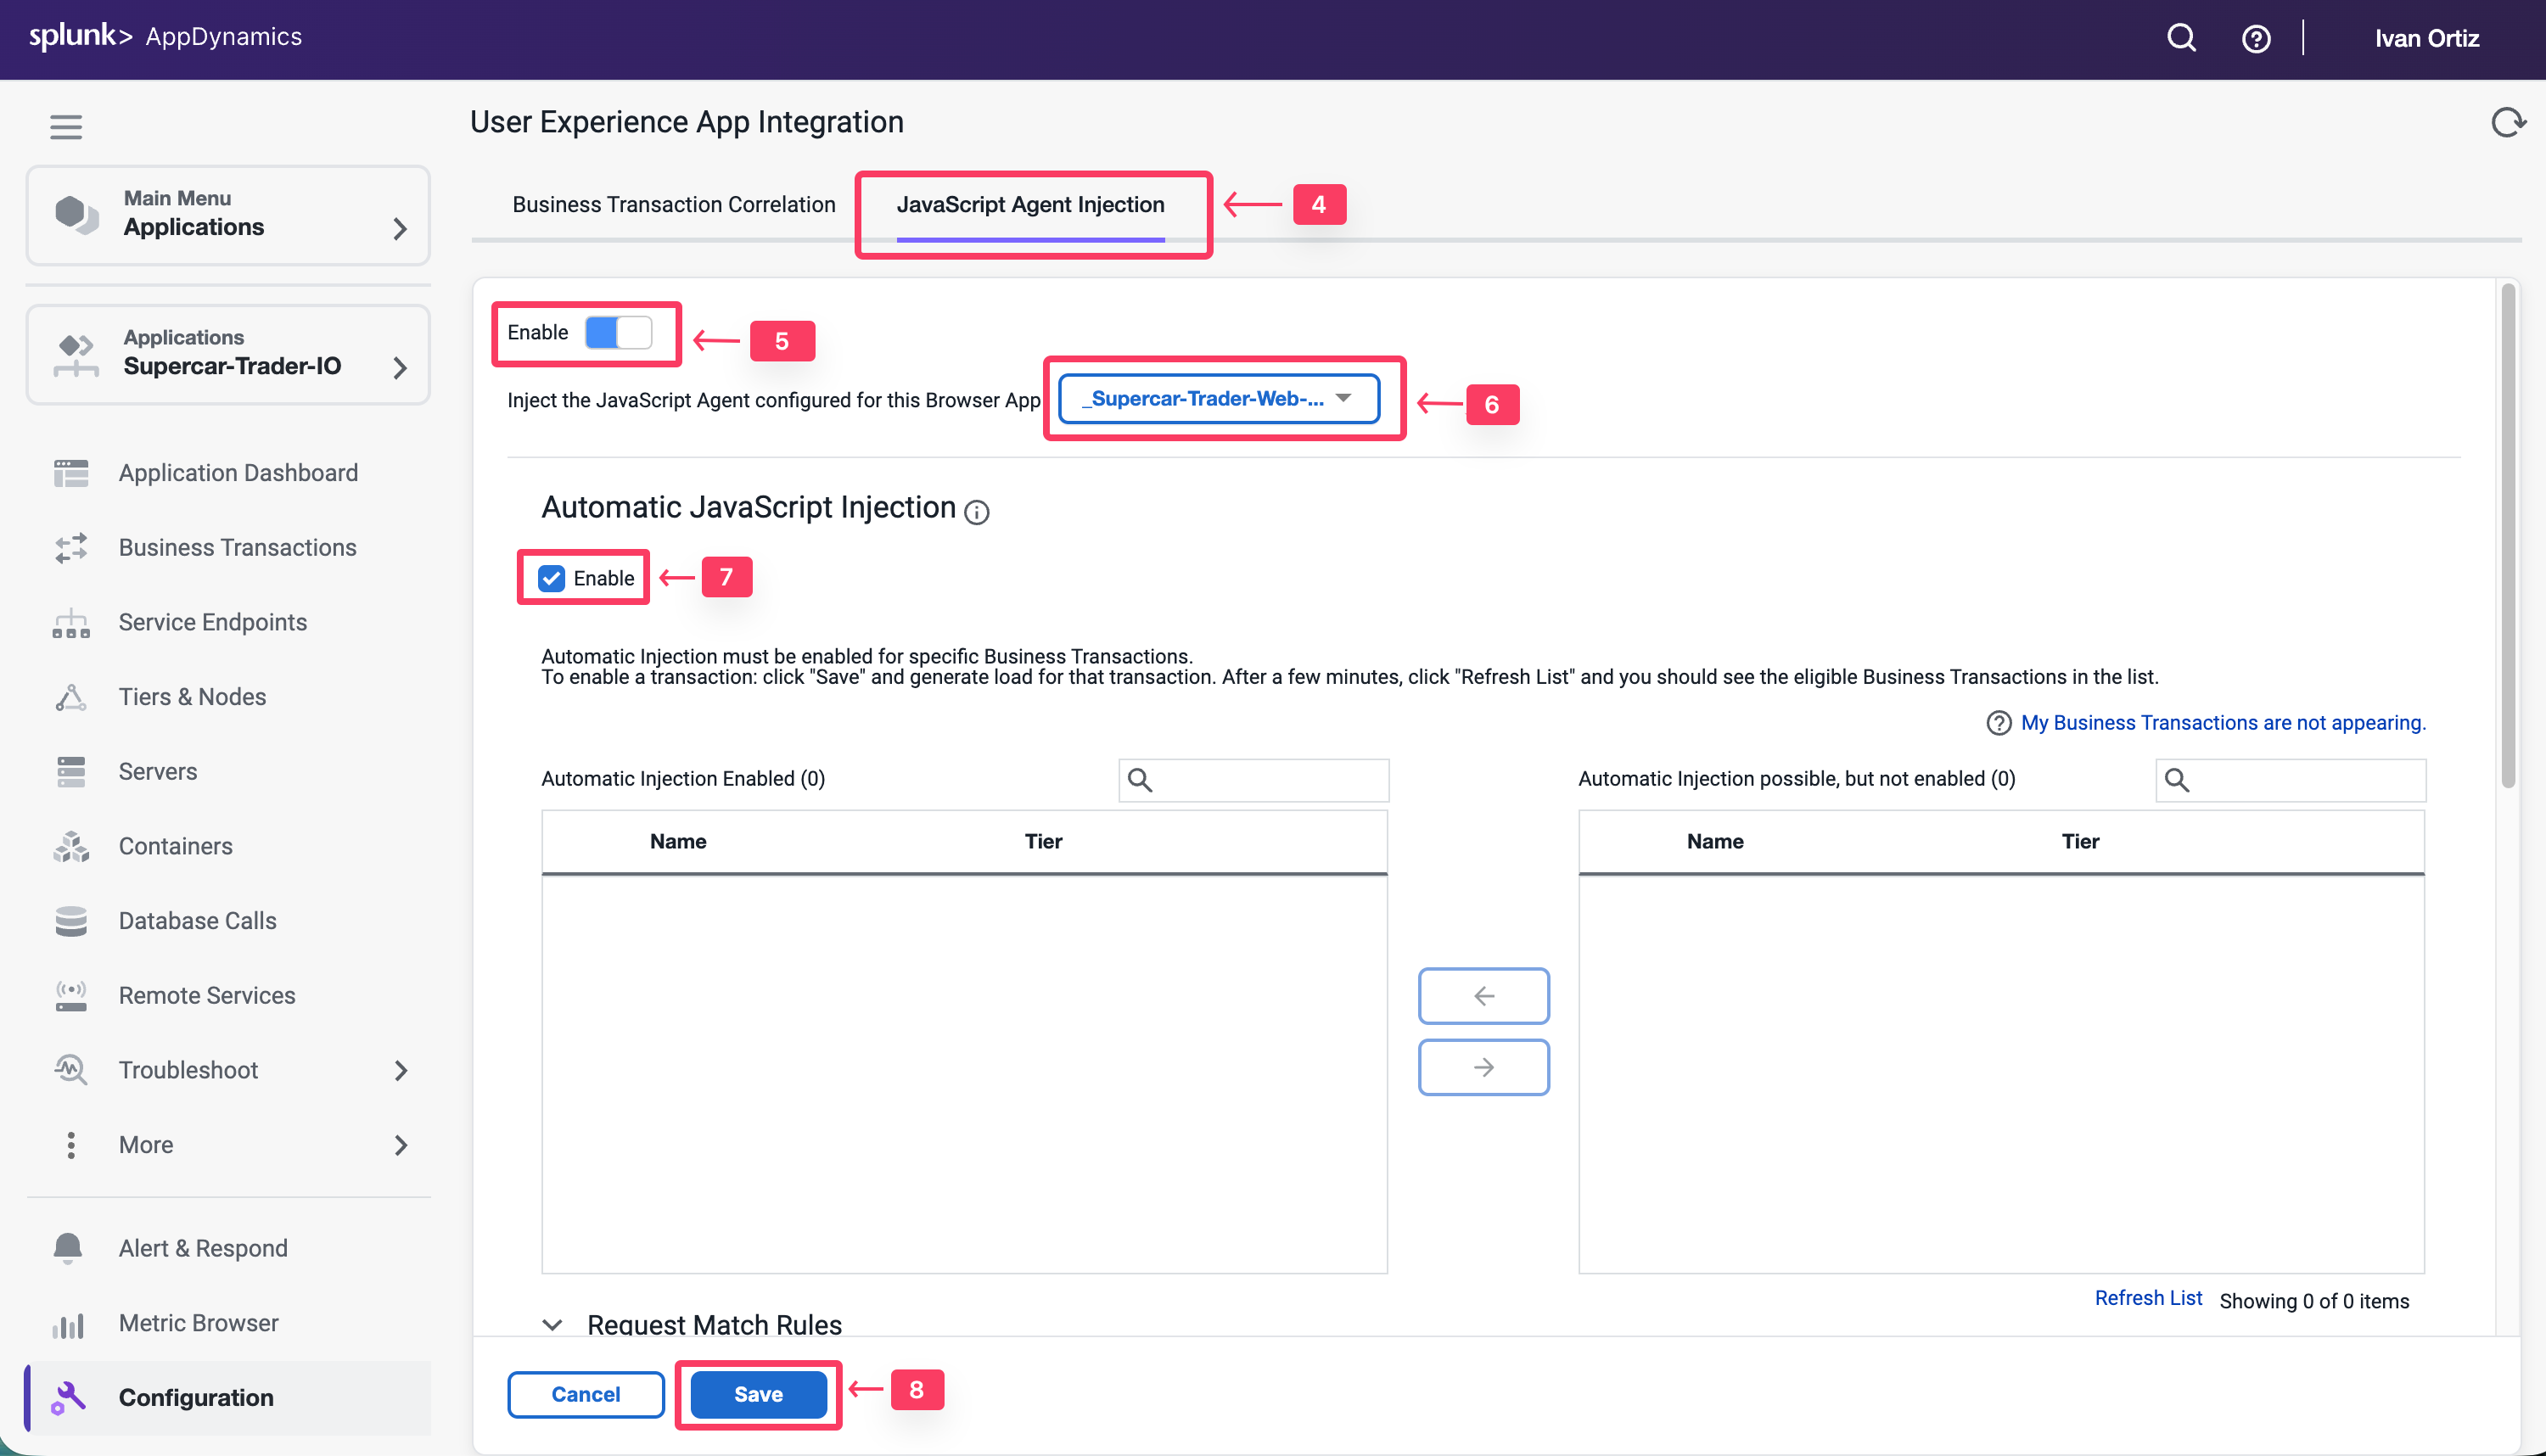 splunk> AppDynamics
Ivan Ortiz
User Experience App Integration
Main Menu
Applications
Applications
Supercar-Trader-IO
Application Dashboard
Business Transactions
Service Endpoints
Tiers & Nodes
Servers
Containers
Database Calls
Remote Services
Troubleshoot
More
Alert & Respond
Metric Browser
Configuration
Business Transaction Correlation
JavaScript Agent Injection
4
Enable
5
Inject the JavaScript Agent configured for this Browser App
_Supercar-Trader-Web-...
6
Automatic JavaScript Injection
Enable
7
Automatic Injection must be enabled for specific Business Transactions.
To enable a transaction: click "Save" and generate load for that transaction. After a few minutes, click "Refresh List" and you should see the eligible Business Transactions in the list.
My Business Transactions are not appearing.
Automatic Injection Enabled (0)
Name Tier
Automatic Injection possible, but not enabled (0)
Name Tier
Refresh List Showing 0 of 0 items
Request Match Rules
Cancel
Save
8